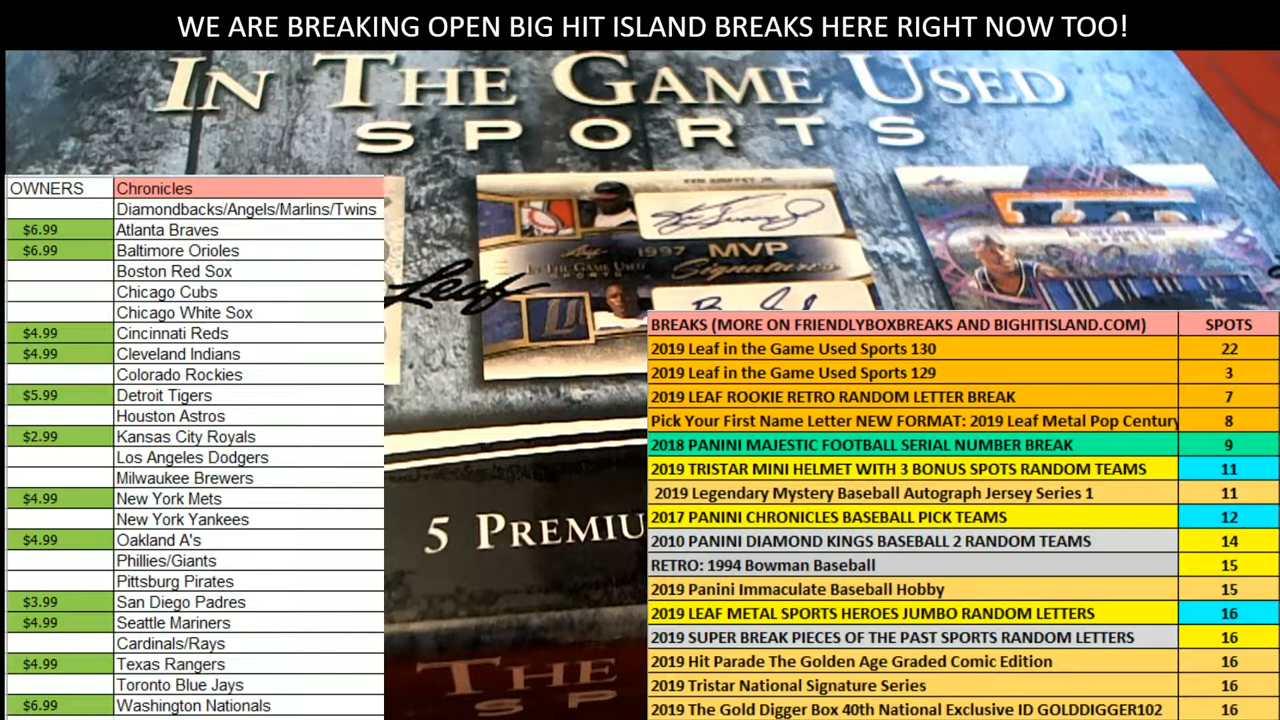 WE ARE BREAKING OPEN BIG HIT ISLAND BREAKS HERE RIGHT NOW TOO!
IN THE GAME USED
SPORTS
OWNERS Chronicles
Diamondbacks/Angels/Marlins/Twins
$6.99 Atlanta Braves
$6.99 Baltimore Orioles
Boston Red Sox
Chicago Cubs
Chicago White Sox
$4.99 Cincinnati Reds
$4.99 Cleveland Indians
Colorado Rockies
$5.99 Detroit Tigers
Houston Astros
$2.99 Kansas City Royals
Los Angeles Dodgers
Milwaukee Brewers
$4.99 New York Mets
New York Yankees
$4.99 Oakland A's
Phillies/Giants
Pittsburg Pirates
$3.99 San Diego Padres
$4.99 Seattle Mariners
Cardinals/Rays
$4.99 Texas Rangers
Toronto Blue Jays
$6.99 Washington Nationals
Leaf
1997 MVP
IN THE GAME USED
Signatures
5 PREMIU
THE
SP
BREAKS (MORE ON FRIENDLYBOXBREAKS AND BIGHITISLAND.COM) SPOTS
2019 Leaf in the Game Used Sports 130 22
2019 Leaf in the Game Used Sports 129 3
2019 LEAF ROOKIE RETRO RANDOM LETTER BREAK 7
Pick Your First Name Letter NEW FORMAT: 2019 Leaf Metal Pop Century 8
2018 PANINI MAJESTIC FOOTBALL SERIAL NUMBER BREAK 9
2019 TRISTAR MINI HELMET WITH 3 BONUS SPOTS RANDOM TEAMS 11
2019 Legendary Mystery Baseball Autograph Jersey Series 1 11
2017 PANINI CHRONICLES BASEBALL PICK TEAMS 12
2010 PANINI DIAMOND KINGS BASEBALL 2 RANDOM TEAMS 14
RETRO: 1994 Bowman Baseball 15
2019 Panini Immaculate Baseball Hobby 15
2019 LEAF METAL SPORTS HEROES JUMBO RANDOM LETTERS 16
2019 SUPER BREAK PIECES OF THE PAST SPORTS RANDOM LETTERS 16
2019 Hit Parade The Golden Age Graded Comic Edition 16
2019 Tristar National Signature Series 16
2019 The Gold Digger Box 40th National Exclusive ID GOLDDIGGER102 16